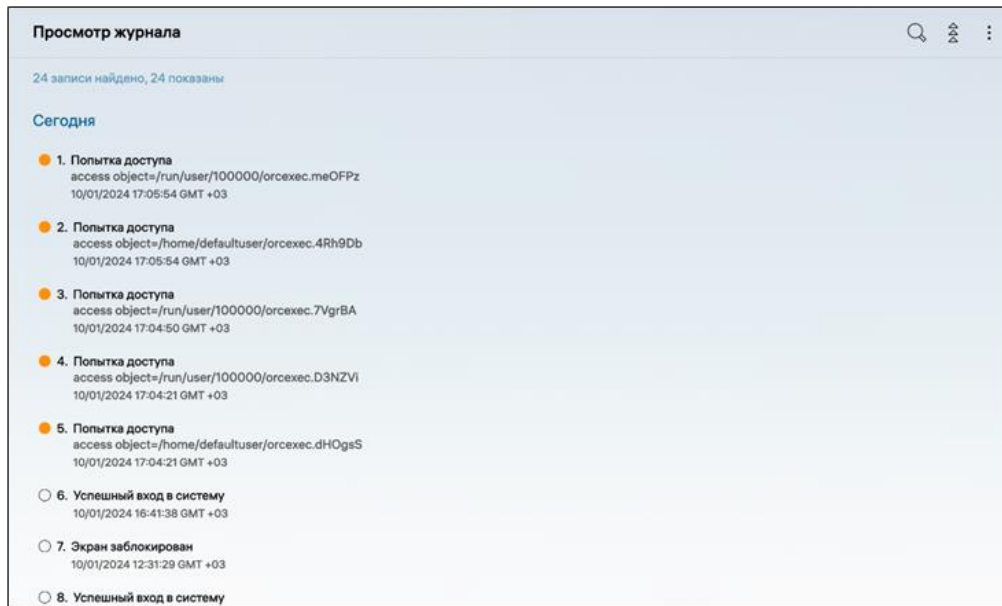 Просмотр журнала
24 записи найдено, 24 показаны
Сегодня
1. Попытка доступа
access object=/run/user/100000/orcexec.meOFPz
10/01/2024 17:05:54 GMT +03
2. Попытка доступа
access object=/home/defaultuser/orcexec.4Rh9Db
10/01/2024 17:05:54 GMT +03
3. Попытка доступа
access object=/run/user/100000/orcexec.7VgrBA
10/01/2024 17:04:50 GMT +03
4. Попытка доступа
access object=/run/user/100000/orcexec.D3NZVi
10/01/2024 17:04:21 GMT +03
5. Попытка доступа
access object=/home/defaultuser/orcexec.dHOgsS
10/01/2024 17:04:21 GMT +03
6. Успешный вход в систему
10/01/2024 16:41:38 GMT +03
7. Экран заблокирован
10/01/2024 12:31:29 GMT +03
8. Успешный вход в систему